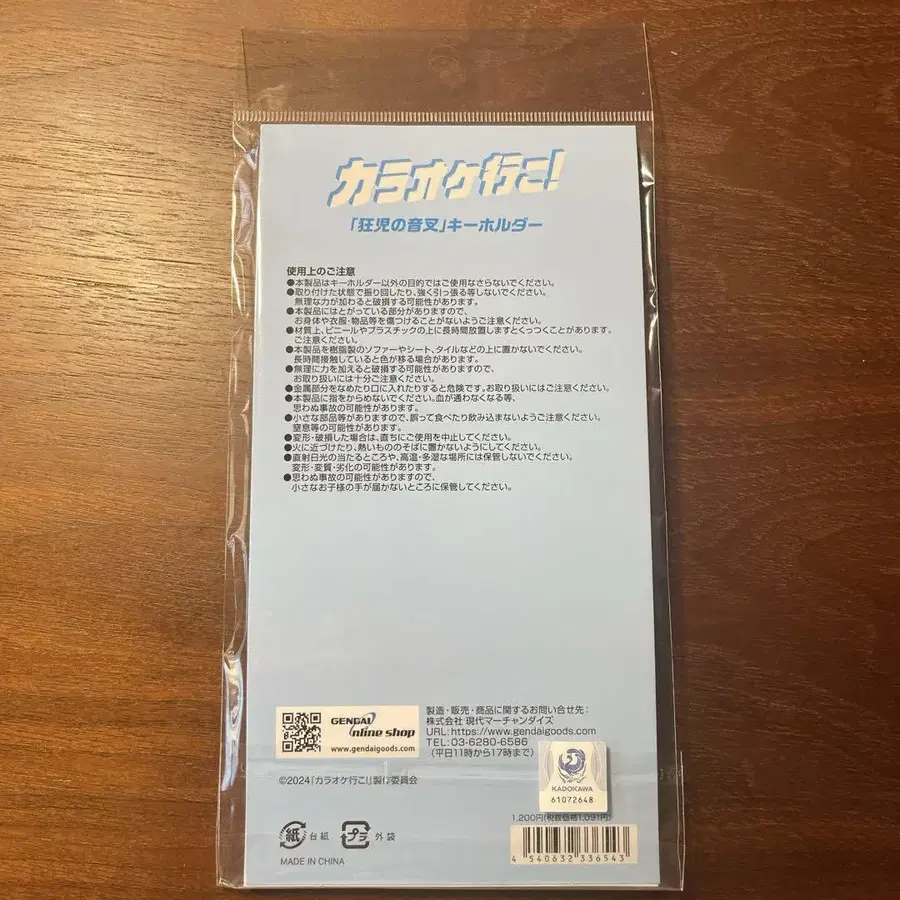 カラオケ行こ!
「狂児の音叉」キーホルダー
使用上のご注意
●本製品はキーホルダー以外の目的ではご使用なさらないでください。
●取り付けた状態で振り回したり、強く引っ張る等しないでください。
無理な力が加わると破損する可能性があります。
●本製品にはとがっている部分がありますので、
お身体や衣服・物品等を傷つけることがないようご注意ください。
●材質上、ビニールやプラスチックの上に長時間放置しますとくっつくことがあります。
ご注意ください。
●本製品を樹脂製のソファーやシート、タイルなどの上に置かないでください。
長時間接触していると色が移る場合があります。
●無理に力を加えると破損する可能性がありますので、
お取り扱いには十分ご注意ください。
●金属部分をなめたり口に入れたりすると危険です。お取り扱いにはご注意ください。
●本製品に指をからめないでください。血が通わなくなる等、
思わぬ事故の可能性があります。
●小さな部品等がありますので、誤って食べたり飲み込まないようご注意ください。
窒息等の可能性があります。
●変形・破損した場合は、直ちにご使用を中止してください。
●火に近づけたり、熱いもののそばに置かないようにしてください。
●直射日光の当たるところや、高温・多湿な場所には保管しないでください。
変形・変質・劣化の可能性があります。
●思わぬ事故の可能性がありますので、
小さなお子様の手が届かないところに保管してください。
GENDAI
Online shop
www.gendaigoods.com
製造・販売・商品に関するお問い合せ先:
株式会社 現代マーチャンダイズ
URL:https://www.gendaigoods.com
TEL:03-6280-6586
(平日11時から17時まで)
©2024「カラオケ行こ!」製作委員会
KADOKAWA
61072648
1,200円(税抜価格1,091円)
紙 台紙 プラ 外袋
MADE IN CHINA
4 540632 336543